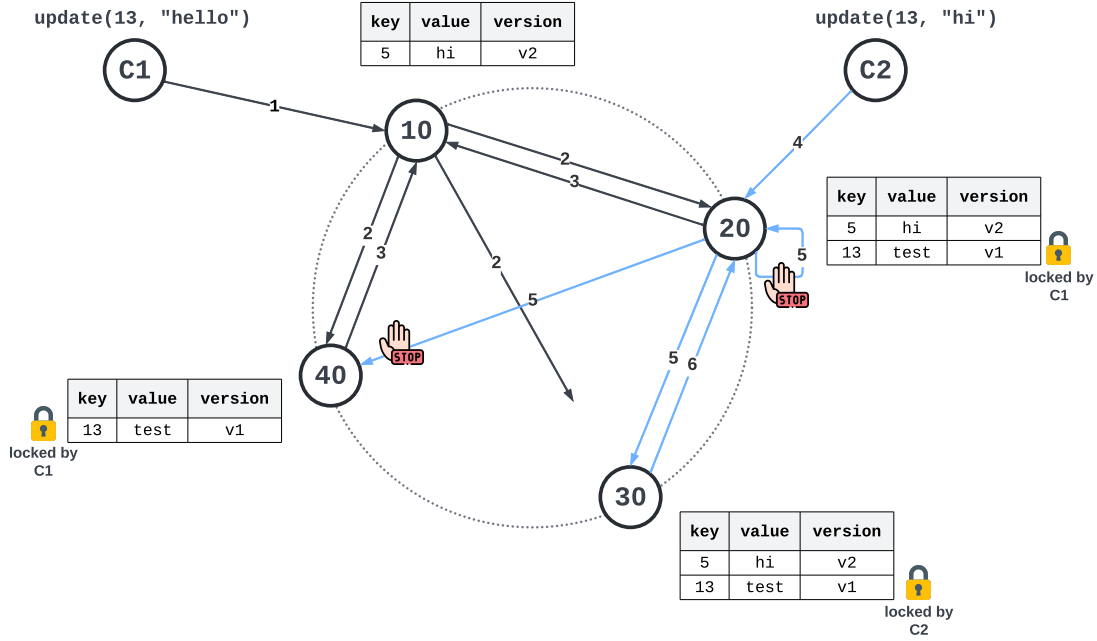 update(13, "hello")
key value version
5 hi v2
update(13, "hi")
C1
C2
1
10
2
3
4
key value version
5 hi v2
13 test v1
locked by
C1
20
5
STOP
2
3
2
5
STOP
5
6
40
key value version
13 test v1
locked by
C1
30
key value version
5 hi v2
13 test v1
locked by
C2